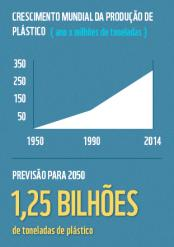 CRESCIMENTO MUNDIAL DA PRODUÇÃO DE
PLÁSTICO ( ano x milhões de toneladas )
350
250
150
50
1950 1990 2014
PREVISÃO PARA 2050
1,25 BILHÕES
de toneladas de plástico